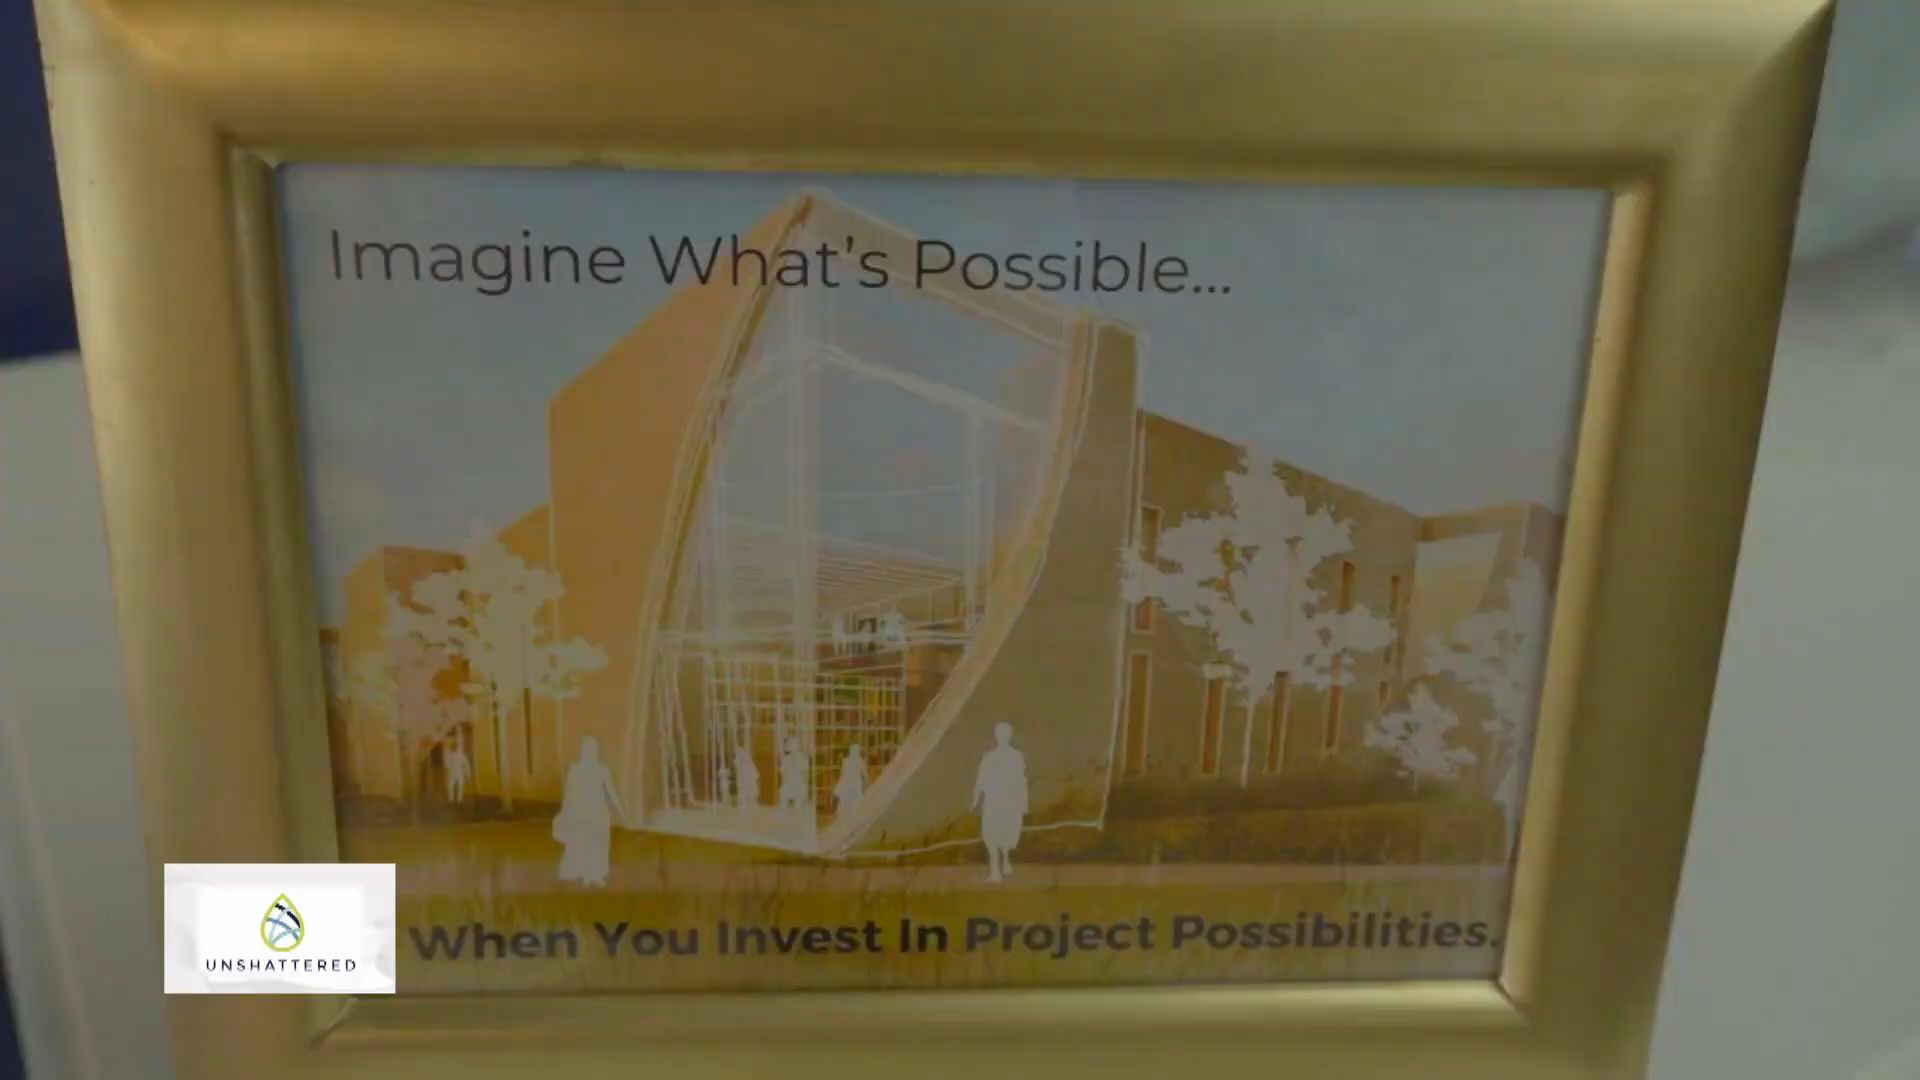 Imagine What's Possible...
When You Invest In Project Possibilities.
UNSHATTERED